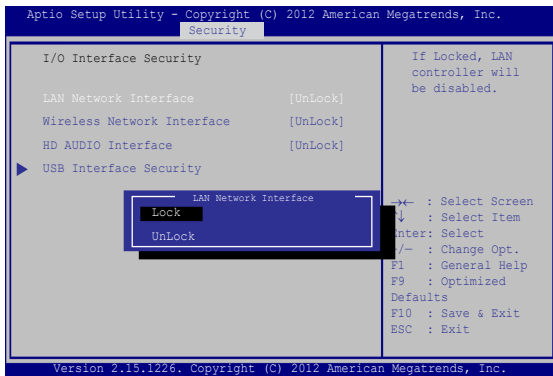 Aptio Setup Utility - Copyright (C) 2012 American Megatrends, Inc.
Security
I/O Interface Security
LAN Network Interface [UnLock]
Wireless Network Interface [UnLock]
HD AUDIO Interface [UnLock]
USB Interface Security
LAN Network Interface
Lock
UnLock
If Locked, LAN
controller will
be disabled.
→← : Select Screen
↑↓ : Select Item
Enter: Select
+/— : Change Opt.
F1 : General Help
F9 : Optimized
Defaults
F10 : Save & Exit
ESC : Exit
Version 2.15.1226. Copyright (C) 2012 American Megatrends, Inc.